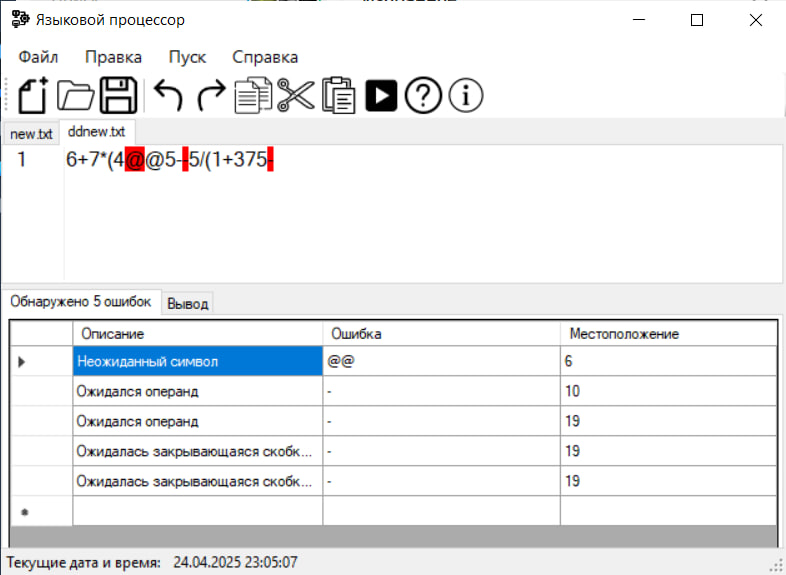 Языковой процессор
Файл Правка Пуск Справка
new.txt ddnew.txt
1 6+7*(4@@5--5/(1+375-
Обнаружено 5 ошибок Вывод
Описание Ошибка Местоположение
Неожиданный символ @@ 6
Ожидался операнд - 10
Ожидался операнд - 19
Ожидалась закрывающаяся скобк... - 19
Ожидалась закрывающаяся скобк... - 19
Текущие дата и время: 24.04.2025 23:05:07